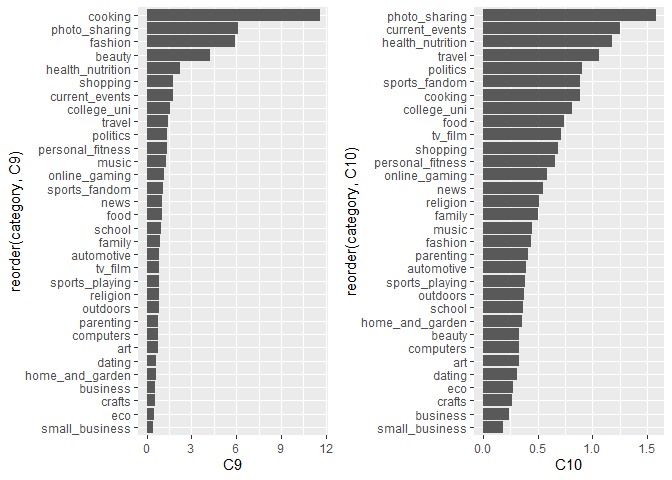 reorder(category, C9)
cooking
photo_sharing
fashion
beauty
health_nutrition
shopping
current_events
college_uni
travel
politics
personal_fitness
music
online_gaming
sports_fandom
news
food
school
family
automotive
tv_film
sports_playing
religion
outdoors
parenting
computers
art
dating
home_and_garden
business
crafts
eco
small_business
0 3 6 9 12
C9
reorder(category, C10)
photo_sharing
current_events
health_nutrition
travel
politics
sports_fandom
cooking
college_uni
food
tv_film
shopping
personal_fitness
online_gaming
news
religion
family
music
fashion
parenting
automotive
sports_playing
outdoors
school
home_and_garden
beauty
computers
art
dating
eco
crafts
business
small_business
0.0 0.5 1.0 1.5
C10